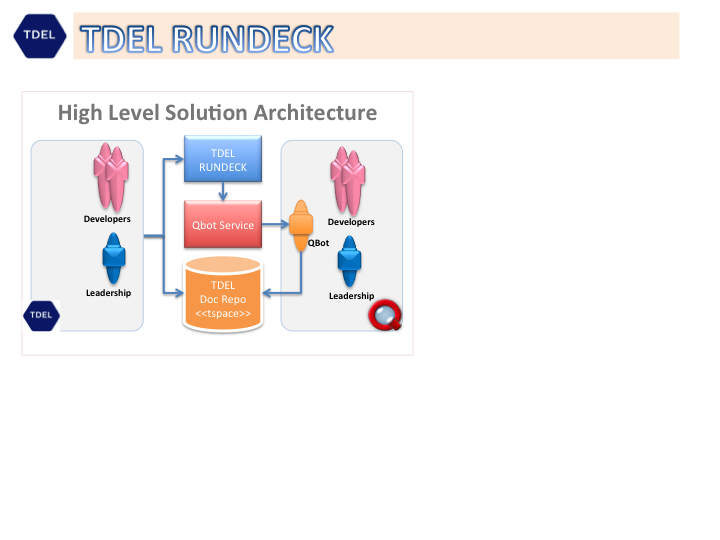 TDEL
TDEL RUNDECK
High Level Solution Architecture
TDEL
RUNDECK
Developers
Qbot Service
Developers
QBot
Leadership
TDEL
Doc Repo
<<tspace>>
Leadership
TDEL